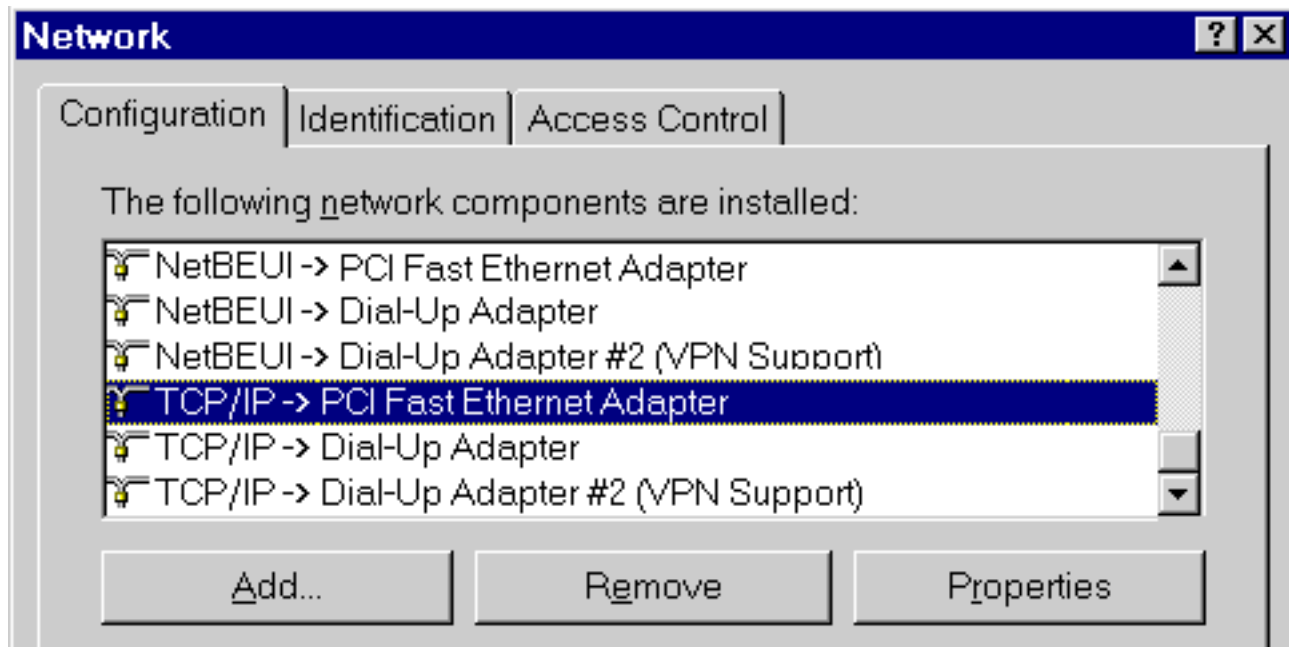 Network
Configuration Identification Access Control
The following network components are installed:
NetBEUI -> PCI Fast Ethernet Adapter
NetBEUI -> Dial-Up Adapter
NetBEUI -> Dial-Up Adapter #2 (VPN Support)
TCP/IP -> PCI Fast Ethernet Adapter
TCP/IP -> Dial-Up Adapter
TCP/IP -> Dial-Up Adapter #2 (VPN Support)
Add... Remove Properties